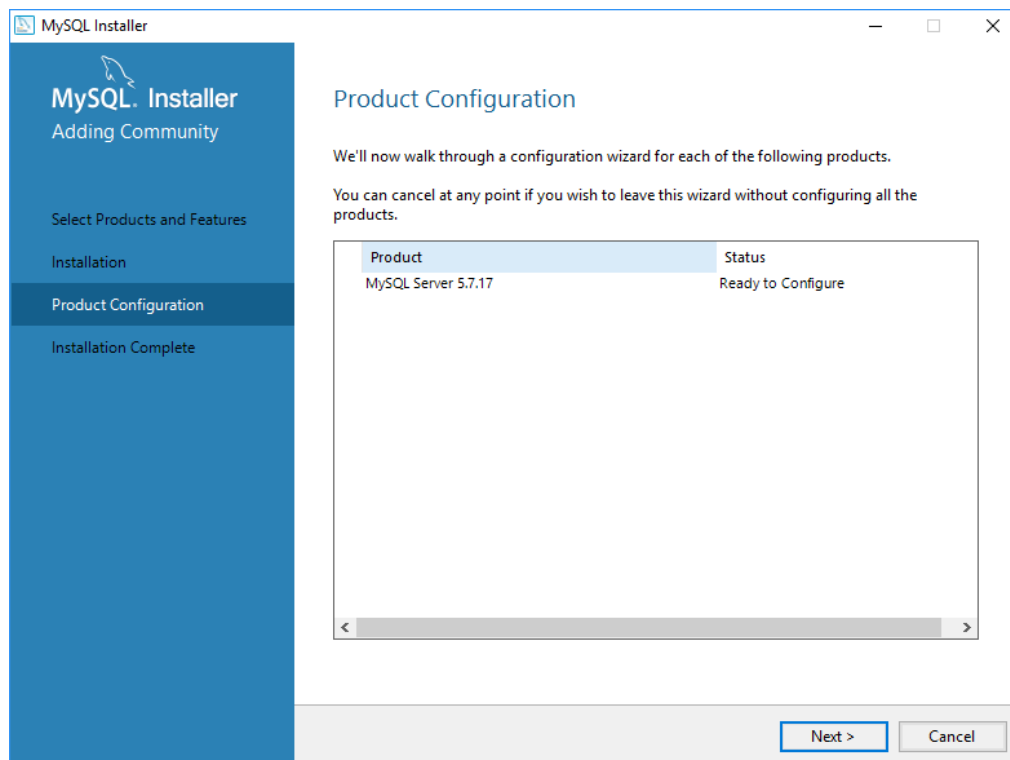 MySQL Installer
MySQL. Installer
Adding Community
Select Products and Features
Installation
Product Configuration
Installation Complete
Product Configuration
We'll now walk through a configuration wizard for each of the following products.
You can cancel at any point if you wish to leave this wizard without configuring all the
products.
Product Status
MySQL Server 5.7.17 Ready to Configure
Next >
Cancel